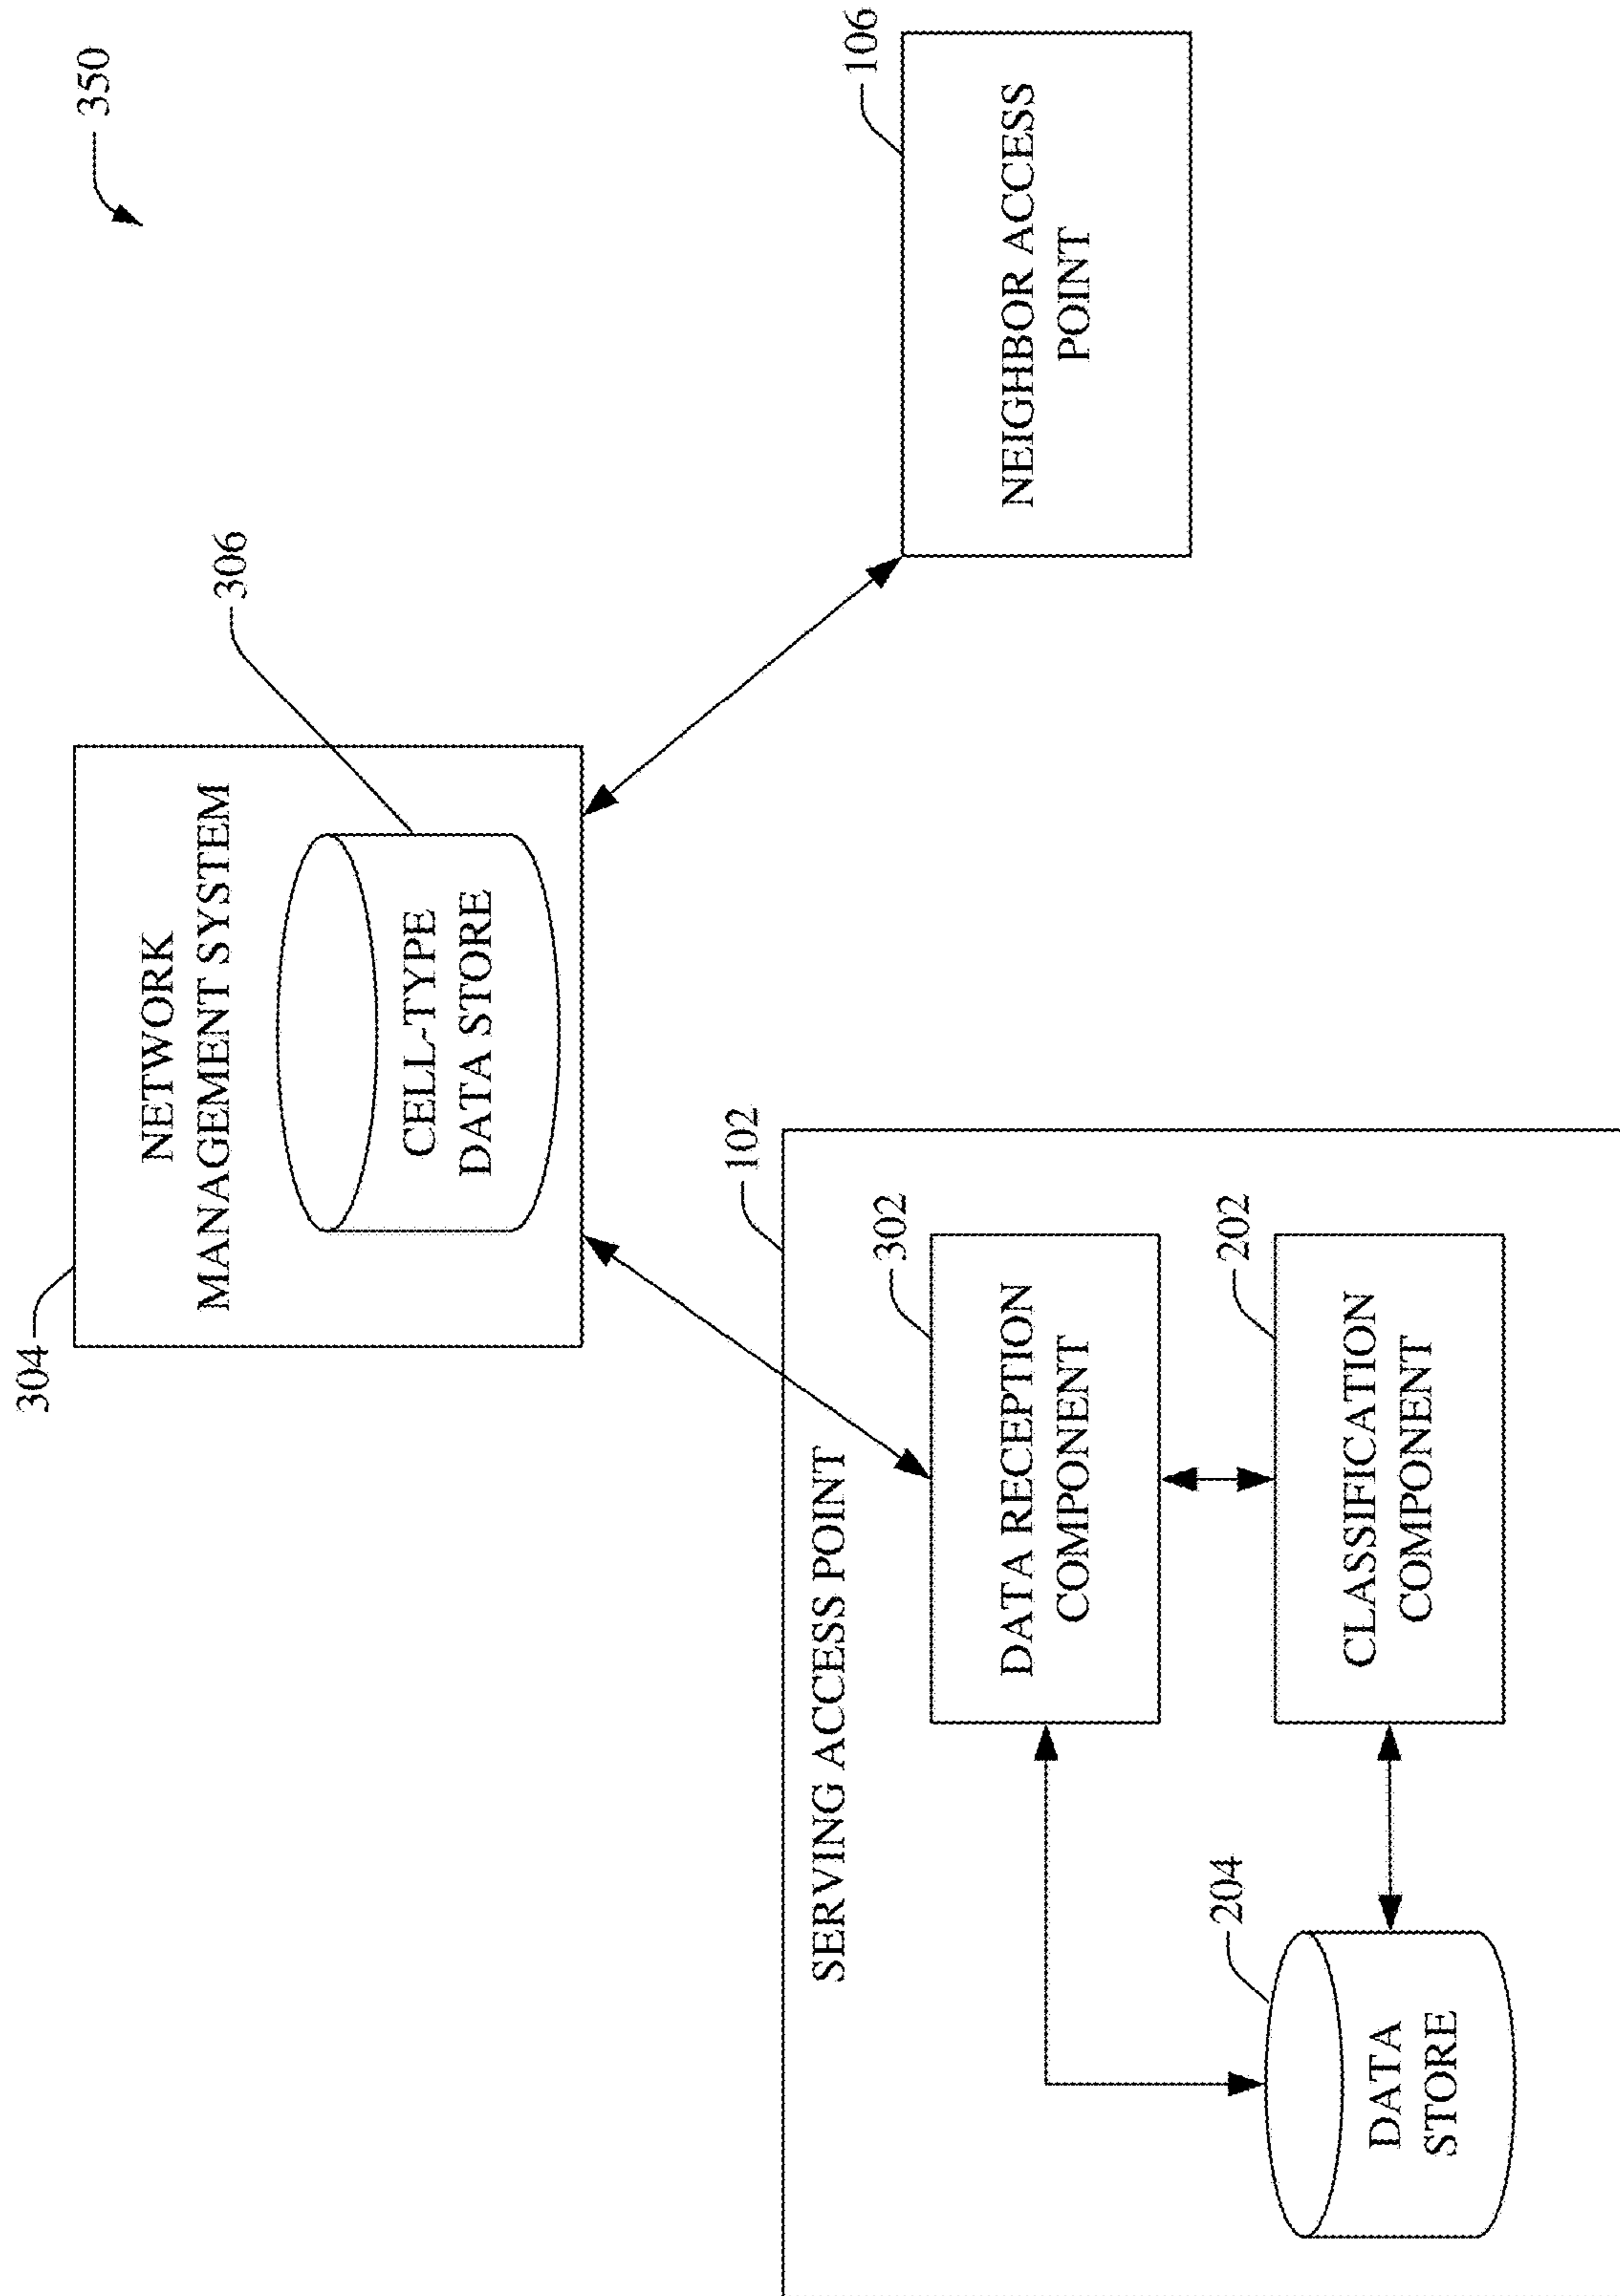 350
304
NETWORK
MANAGEMENT SYSTEM
306
CELL-TYPE
DATA STORE
102
SERVING ACCESS POINT
106
NEIGHBOR ACCESS
POINT
302
DATA RECEPTION
COMPONENT
204
DATA
STORE
202
CLASSIFICATION
COMPONENT